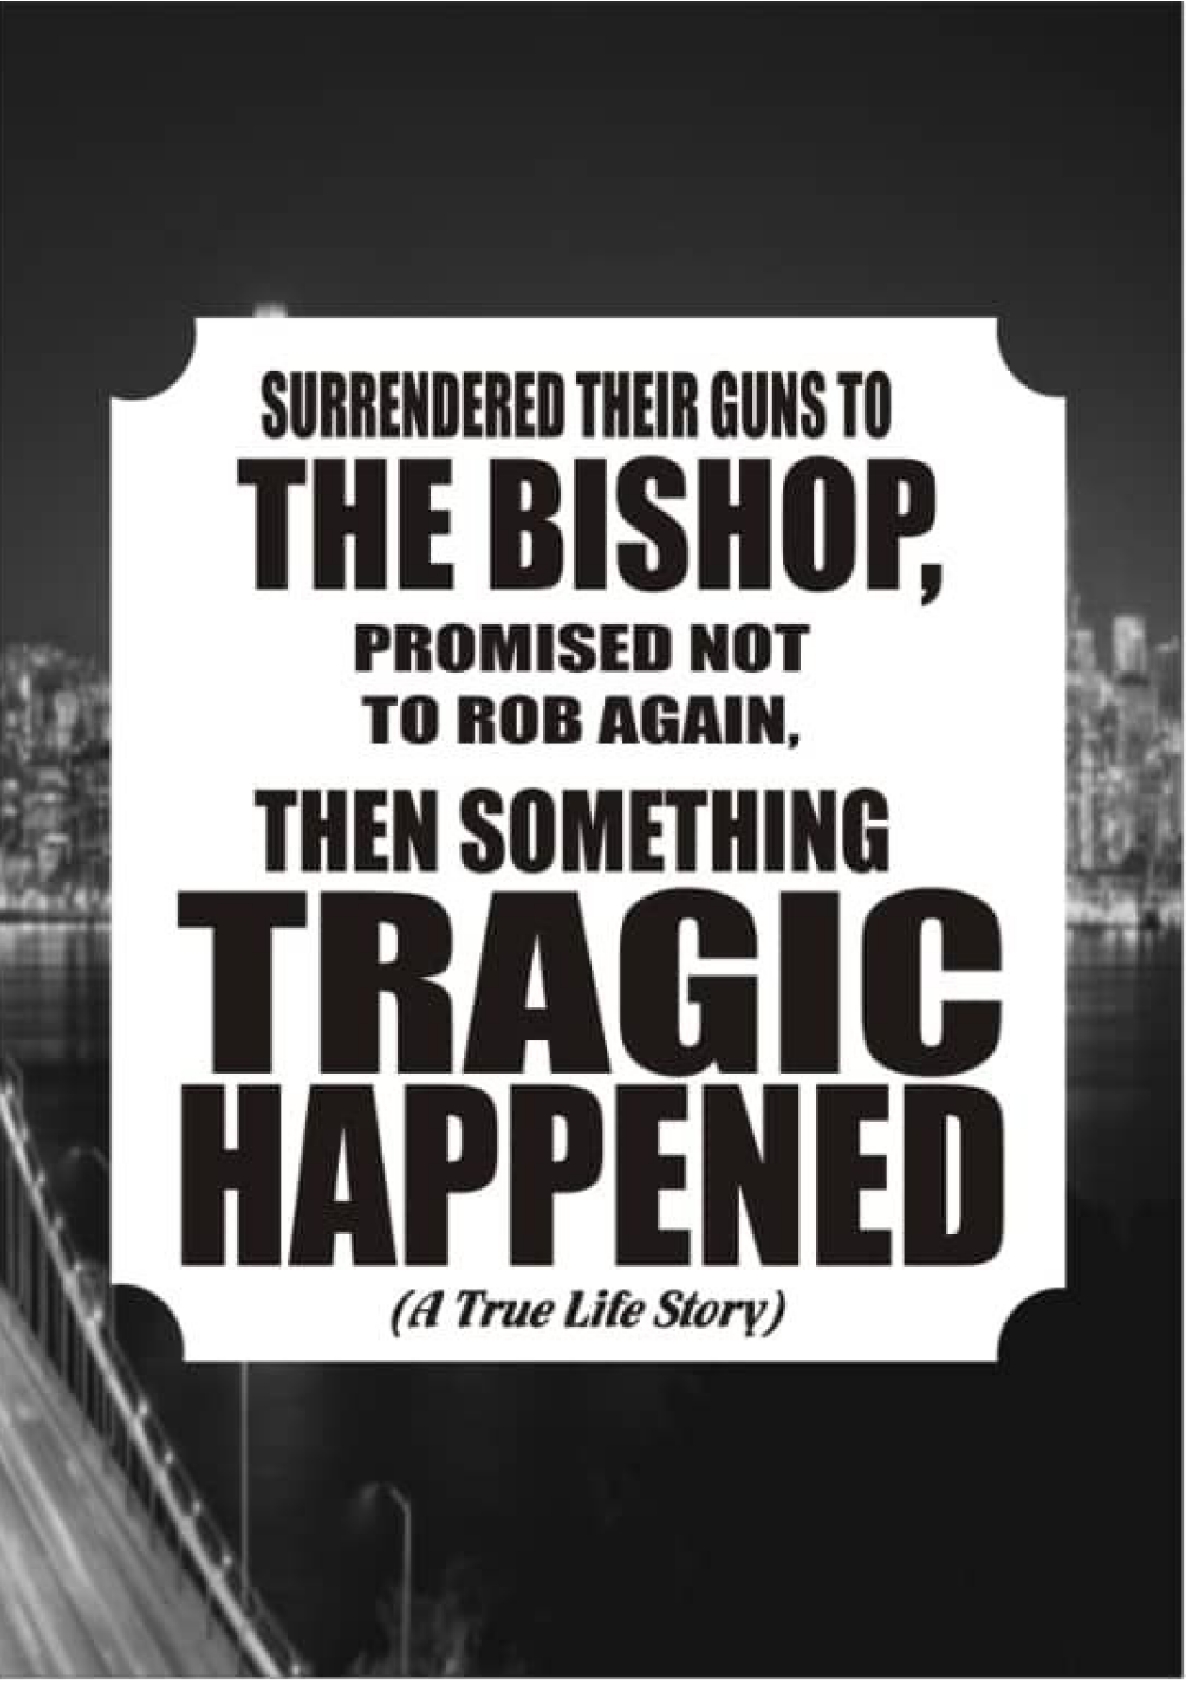 SURRENDERED THEIR GUNS TO
THE BISHOP,
PROMISED NOT
TO ROB AGAIN,
THEN SOMETHING
TRAGIC
HAPPENED
(A True Life Story)